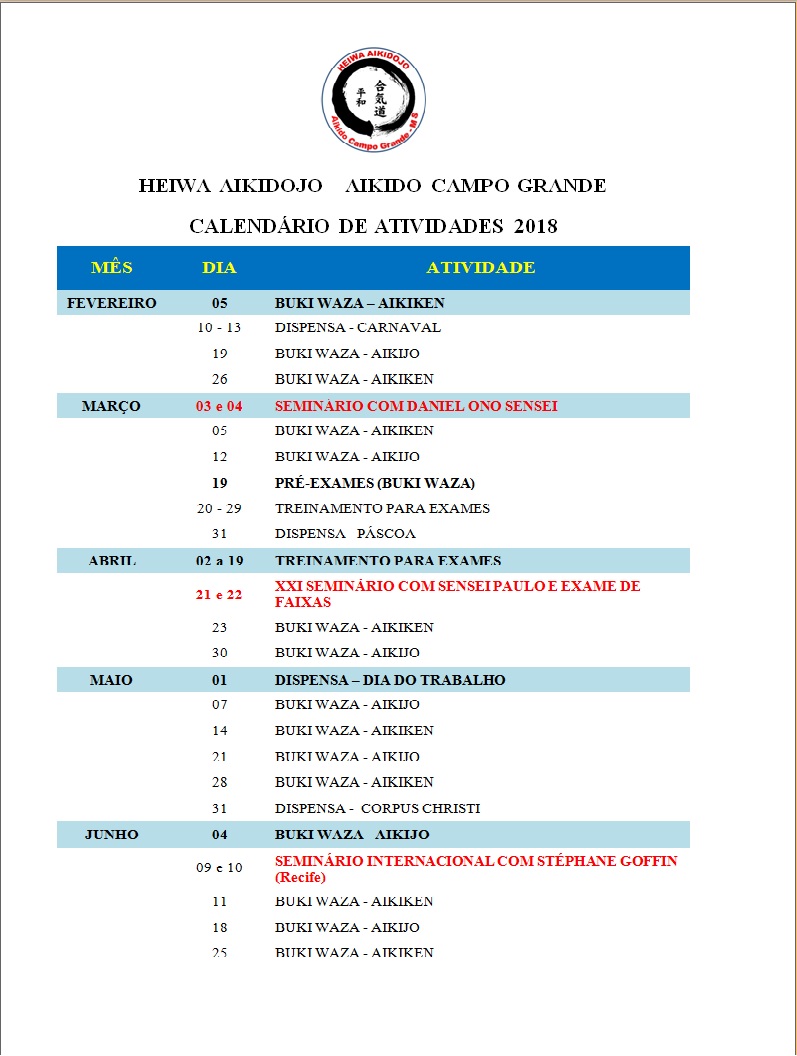 HEIWA AIKIDOJO
合気道
平和
Aikido Campo Grande - MS
HEIWA AIKIDOJO AIKIDO CAMPO GRANDE
CALENDÁRIO DE ATIVIDADES 2018
MÊS DIA ATIVIDADE
FEVEREIRO 05 BUKI WAZA – AIKIKEN
10 - 13 DISPENSA - CARNAVAL
19 BUKI WAZA - AIKIJO
26 BUKI WAZA - AIKIKEN
MARÇO 03 e 04 SEMINÁRIO COM DANIEL ONO SENSEI
05 BUKI WAZA - AIKIKEN
12 BUKI WAZA - AIKIJO
19 PRÉ-EXAMES (BUKI WAZA)
20 - 29 TREINAMENTO PARA EXAMES
31 DISPENSA PÁSCOA
ABRIL 02 a 19 TREINAMENTO PARA EXAMES
21 e 22 XXI SEMINÁRIO COM SENSEI PAULO E EXAME DE
FAIXAS
23 BUKI WAZA - AIKIKEN
30 BUKI WAZA - AIKIJO
MAIO 01 DISPENSA – DIA DO TRABALHO
07 BUKI WAZA - AIKIJO
14 BUKI WAZA - AIKIKEN
21 BUKI WAZA - AIKIJO
28 BUKI WAZA - AIKIKEN
31 DISPENSA - CORPUS CHRISTI
JUNHO 04 BUKI WAZA AIKIJO
09 e 10 SEMINÁRIO INTERNACIONAL COM STÉPHANE GOFFIN
(Recife)
11 BUKI WAZA - AIKIKEN
18 BUKI WAZA - AIKIJO
25 BUKI WAZA - AIKIKEN